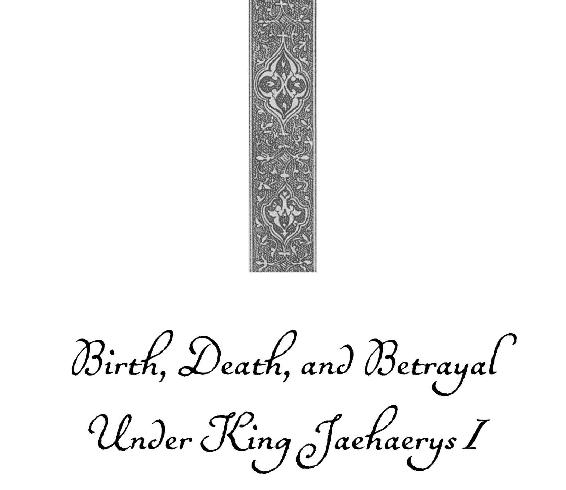 Birth, Death, and Betrayal
Under King Jaehaerys I